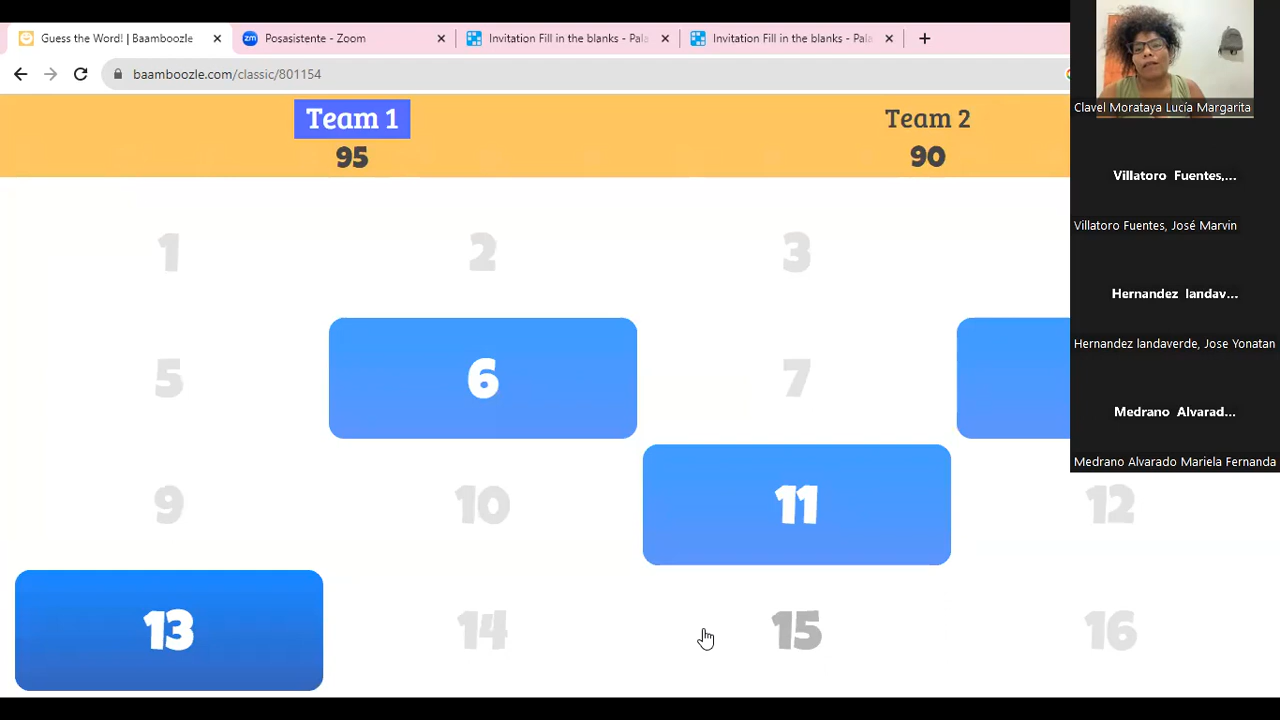 Guess the Word! | Baamboozle
Posasistente - Zoom
Invitation Fill in the blanks - Pala
Invitation Fill in the blanks - Pala
baamboozle.com/classic/801154
Team 1
95
Team 2
90
1
2
3
5
6
7
9
10
11
12
13
14
15
16
Clavel Morataya Lucía Margarita
Villatoro Fuentes,...
Villatoro Fuentes, José Marvin
Hernandez landav...
Hernandez landaverde, Jose Yonatan
Medrano Alvarad...
Medrano Alvarado Mariela Fernanda